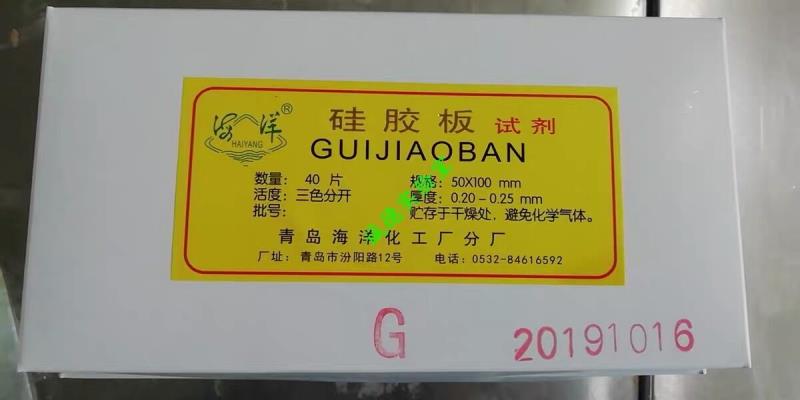 海洋®
HAIYANG
硅胶板 试剂
GUIJIAOBAN
数量: 40 片 规格: 50X100 mm
活度: 三色分开 厚度: 0.20-0.25 mm
批号: 贮存于干燥处, 避免化学气体。
青岛海洋化工厂分厂
厂址: 青岛市汾阳路12号 电话: 0532-84616592
G 20191016